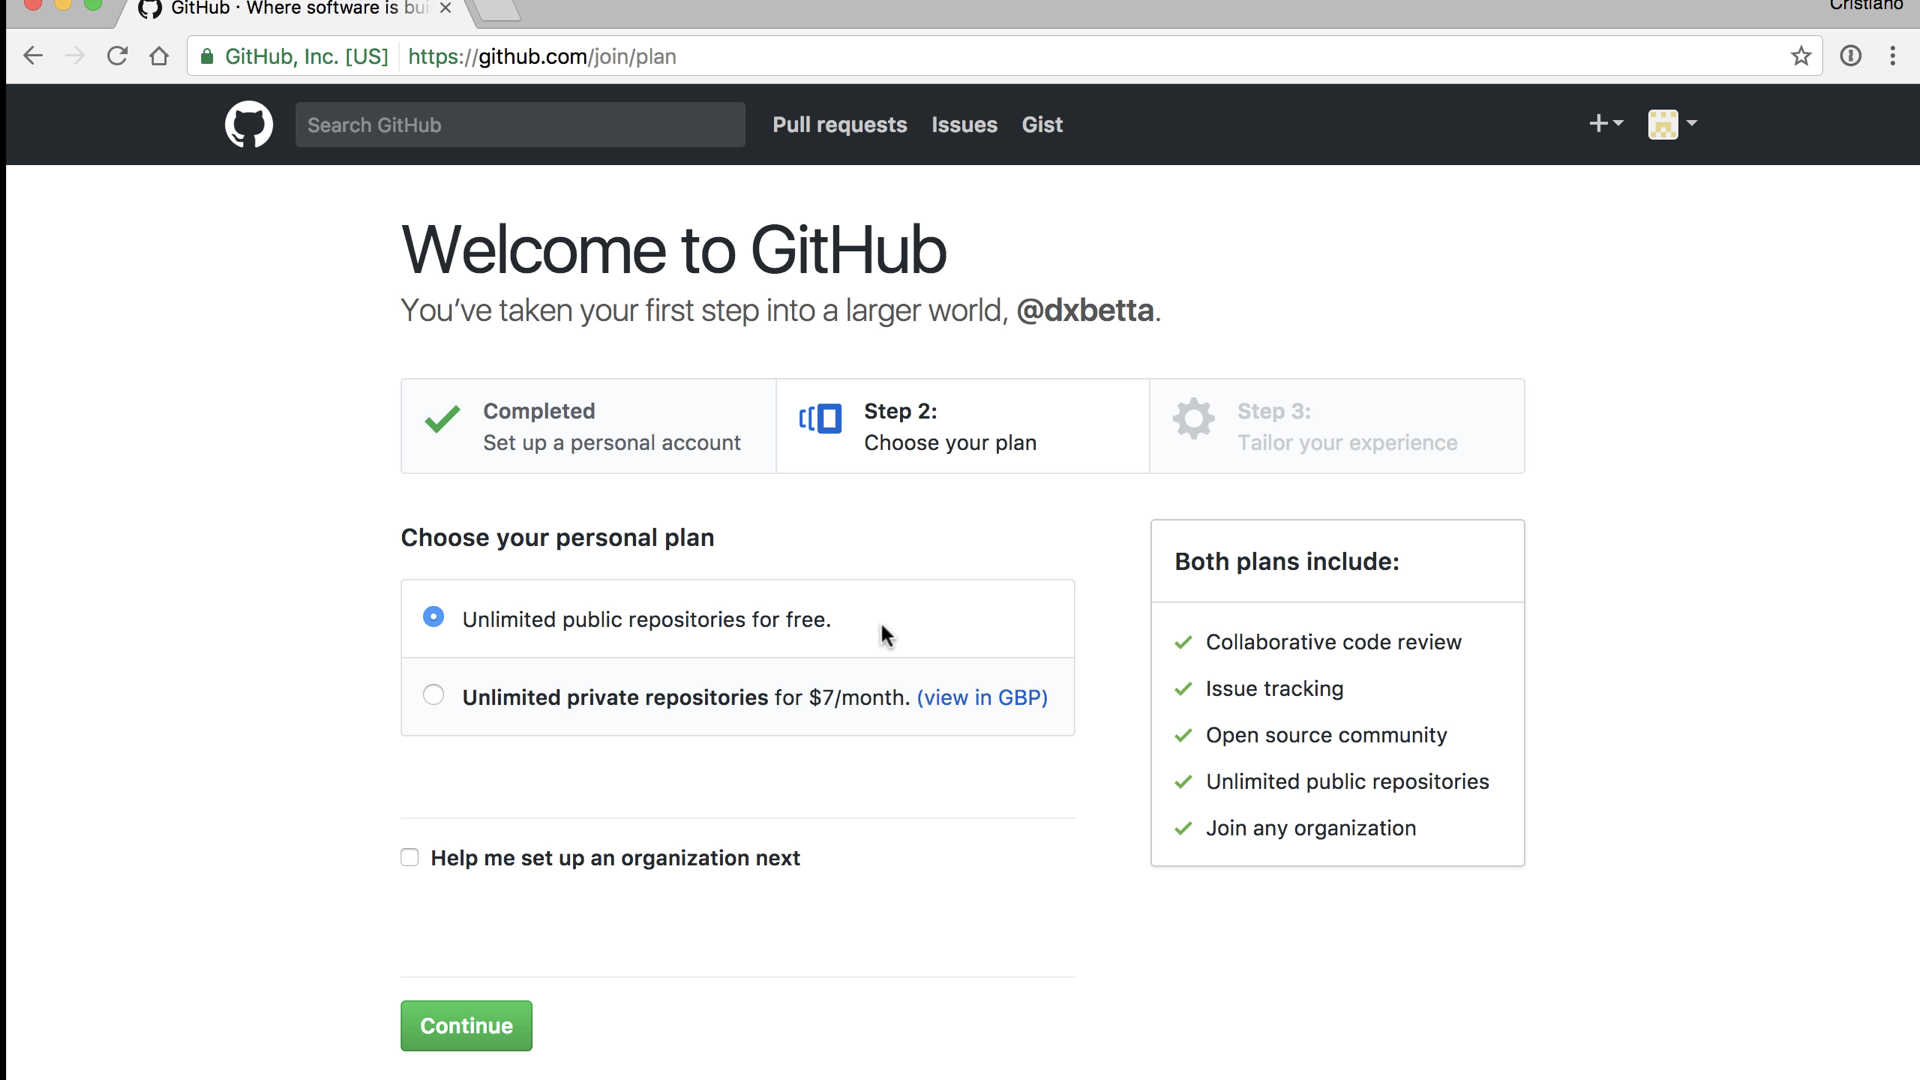 GitHub · Where software is bui
Cristiano
GitHub, Inc. [US]
https://github.com/join/plan
Search GitHub
Pull requests
Issues
Gist
Welcome to GitHub
You've taken your first step into a larger world, @dxbetta.
Completed
Set up a personal account
Step 2:
Choose your plan
Step 3:
Tailor your experience
Choose your personal plan
Unlimited public repositories for free.
Unlimited private repositories for $7/month. (view in GBP)
Help me set up an organization next
Continue
Both plans include:
Collaborative code review
Issue tracking
Open source community
Unlimited public repositories
Join any organization